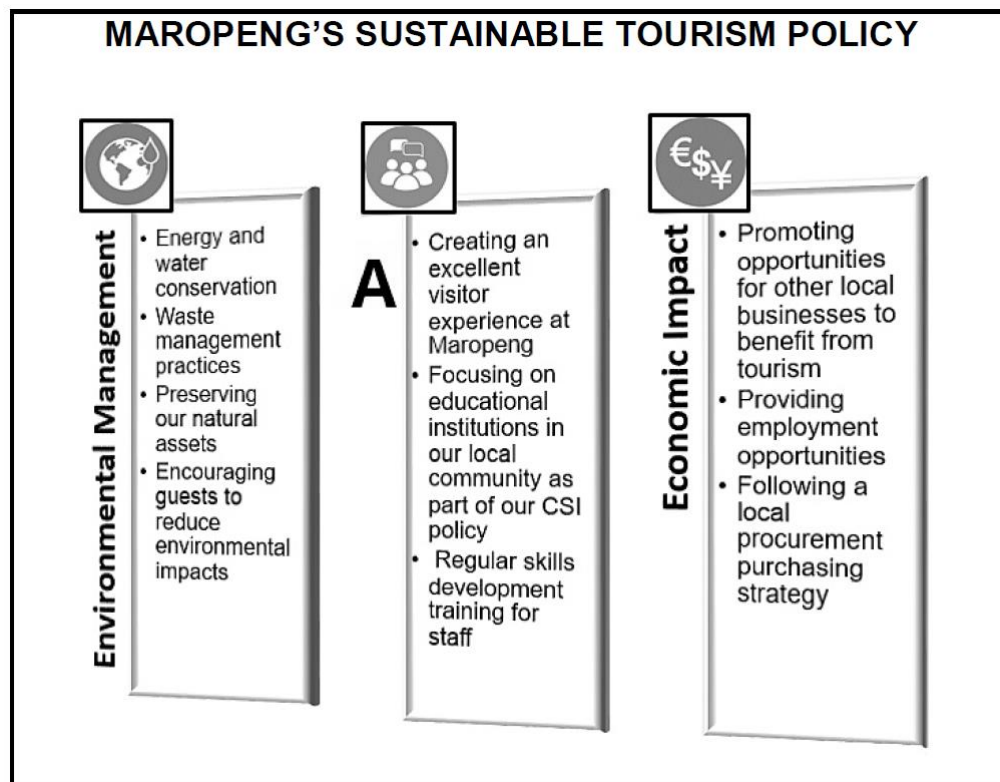 MAROPENG'S SUSTAINABLE TOURISM POLICY
Environmental Management
• Energy and
water
conservation
• Waste
management
practices
• Preserving
our natural
assets
• Encouraging
guests to
reduce
environmental
impacts
A
• Creating an
excellent
visitor
experience at
Maropeng
• Focusing on
educational
institutions in
our local
community as
part of our CSI
policy
• Regular skills
development
training for
staff
€$¥
Economic Impact
• Promoting
opportunities
for other local
businesses to
benefit from
tourism
• Providing
employment
opportunities
• Following a
local
procurement
purchasing
strategy